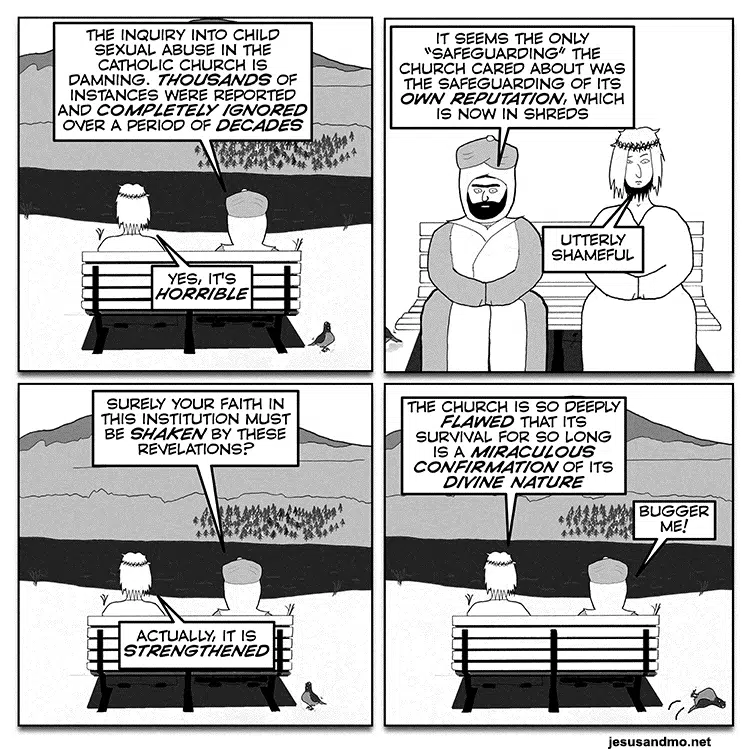 THE INQUIRY INTO CHILD
SEXUAL ABUSE IN THE
CATHOLIC CHURCH IS
DAMNING. THOUSANDS OF
INSTANCES WERE REPORTED
AND COMPLETELY IGNORED
OVER A PERIOD OF DECADES
YES, IT'S
HORRIBLE
IT SEEMS THE ONLY
"SAFEGUARDING" THE
CHURCH CARED ABOUT WAS
THE SAFEGUARDING OF ITS
OWN REPUTATION, WHICH
IS NOW IN SHREDS
UTTERLY
SHAMEFUL
SURELY YOUR FAITH IN
THIS INSTITUTION MUST
BE SHAKEN BY THESE
REVELATIONS?
ACTUALLY, IT IS
STRENGTHENED
THE CHURCH IS SO DEEPLY
FLAWED THAT ITS
SURVIVAL FOR SO LONG
IS A MIRACULOUS
CONFIRMATION OF ITS
DIVINE NATURE
BUGGER
ME!
jesusandmo.net